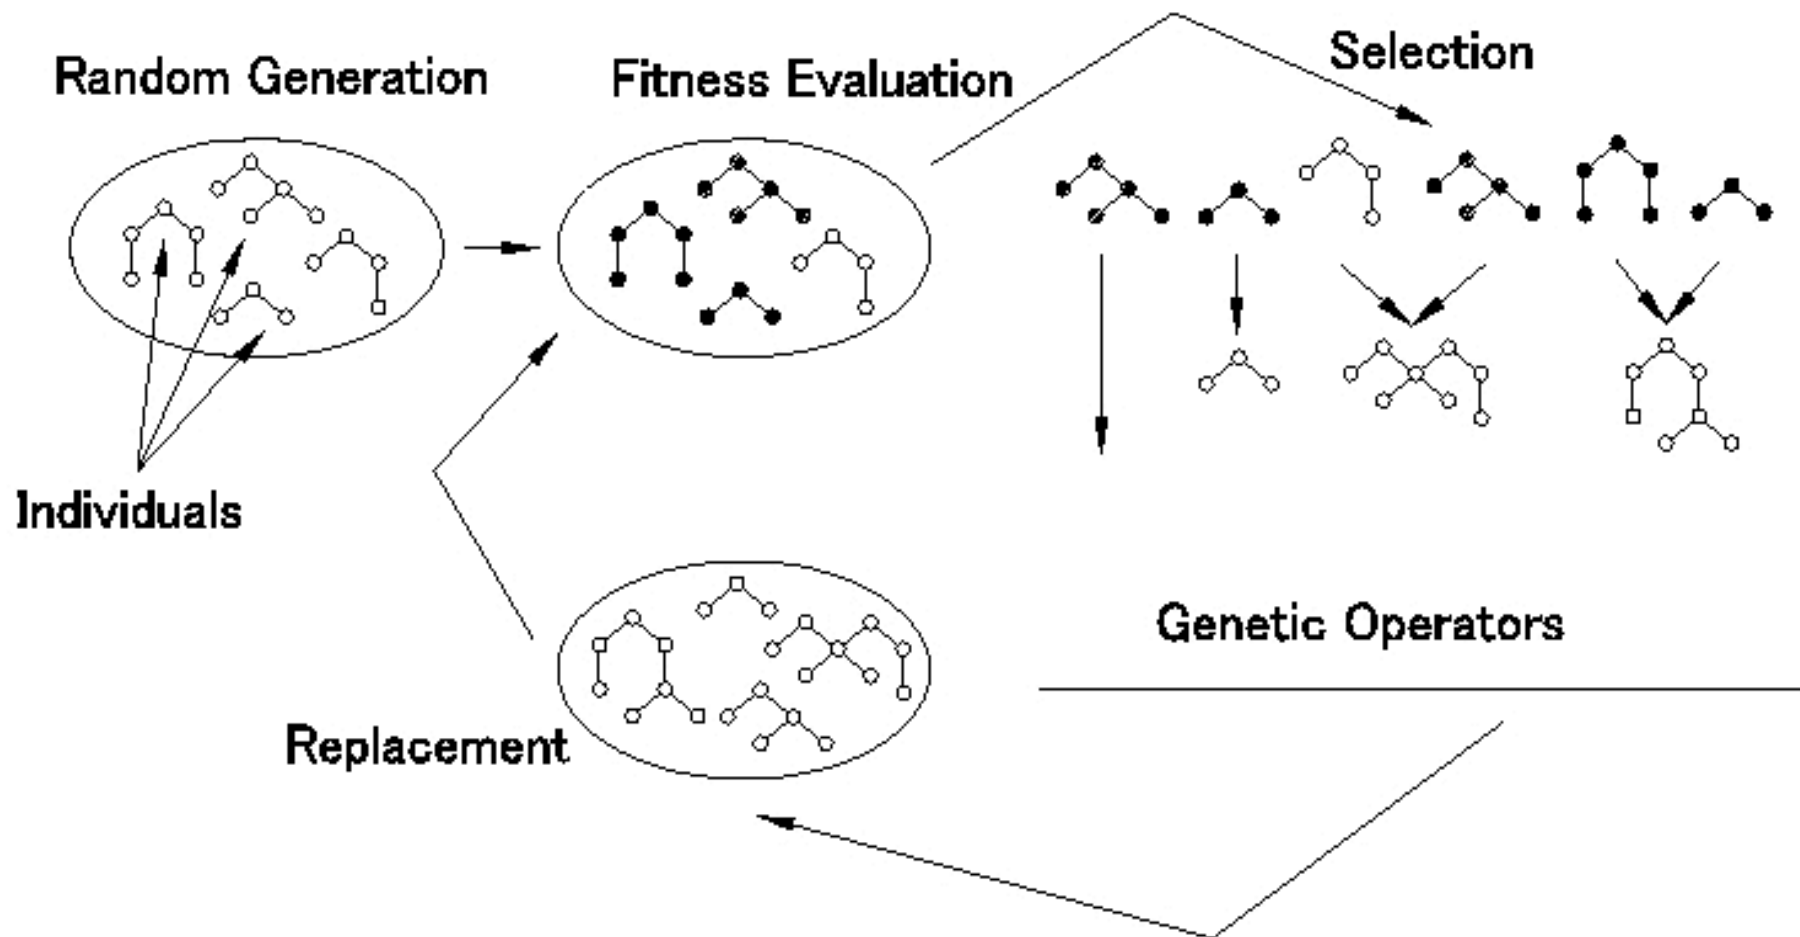 Random Generation
Fitness Evaluation
Selection
Individuals
Genetic Operators
Replacement